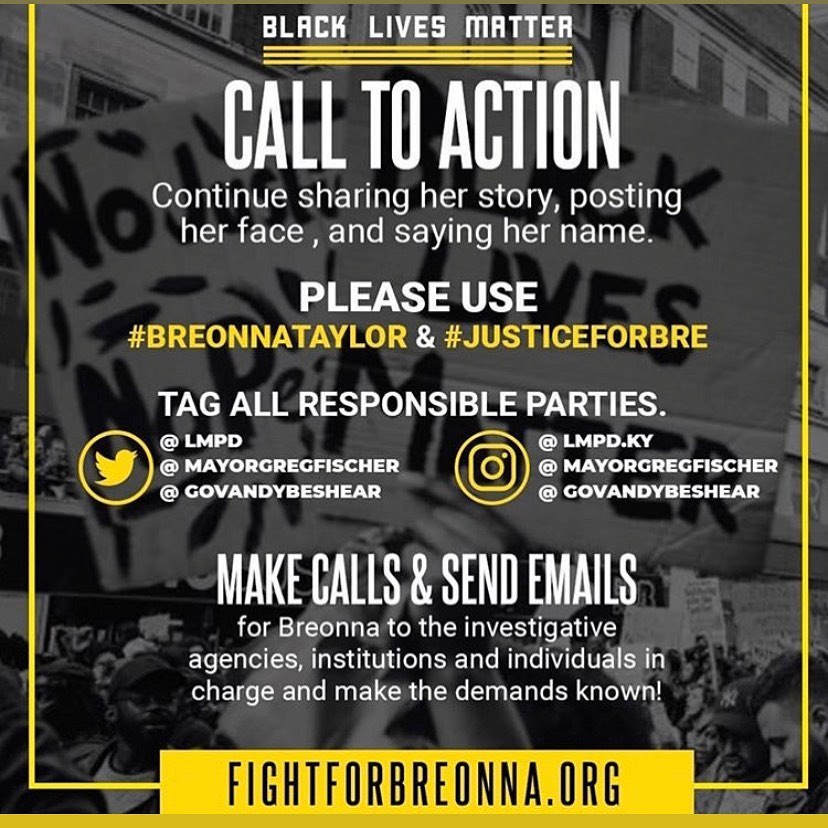 BLACK LIVES MATTER
CALL TO ACTION
Continue sharing her story, posting
her face , and saying her name.
PLEASE USE
#BREONNATAYLOR & #JUSTICEFORBRE
TAG ALL RESPONSIBLE PARTIES.
@ LMPD
@ MAYORGREGFISCHER
@ GOVANDYBESHEAR
@ LMPD.KY
@ MAYORGREGFISCHER
@ GOVANDYBESHEAR
MAKE CALLS & SEND EMAILS
for Breonna to the investigative
agencies, institutions and individuals in
charge and make the demands known!
FIGHTFORBREONNA.ORG